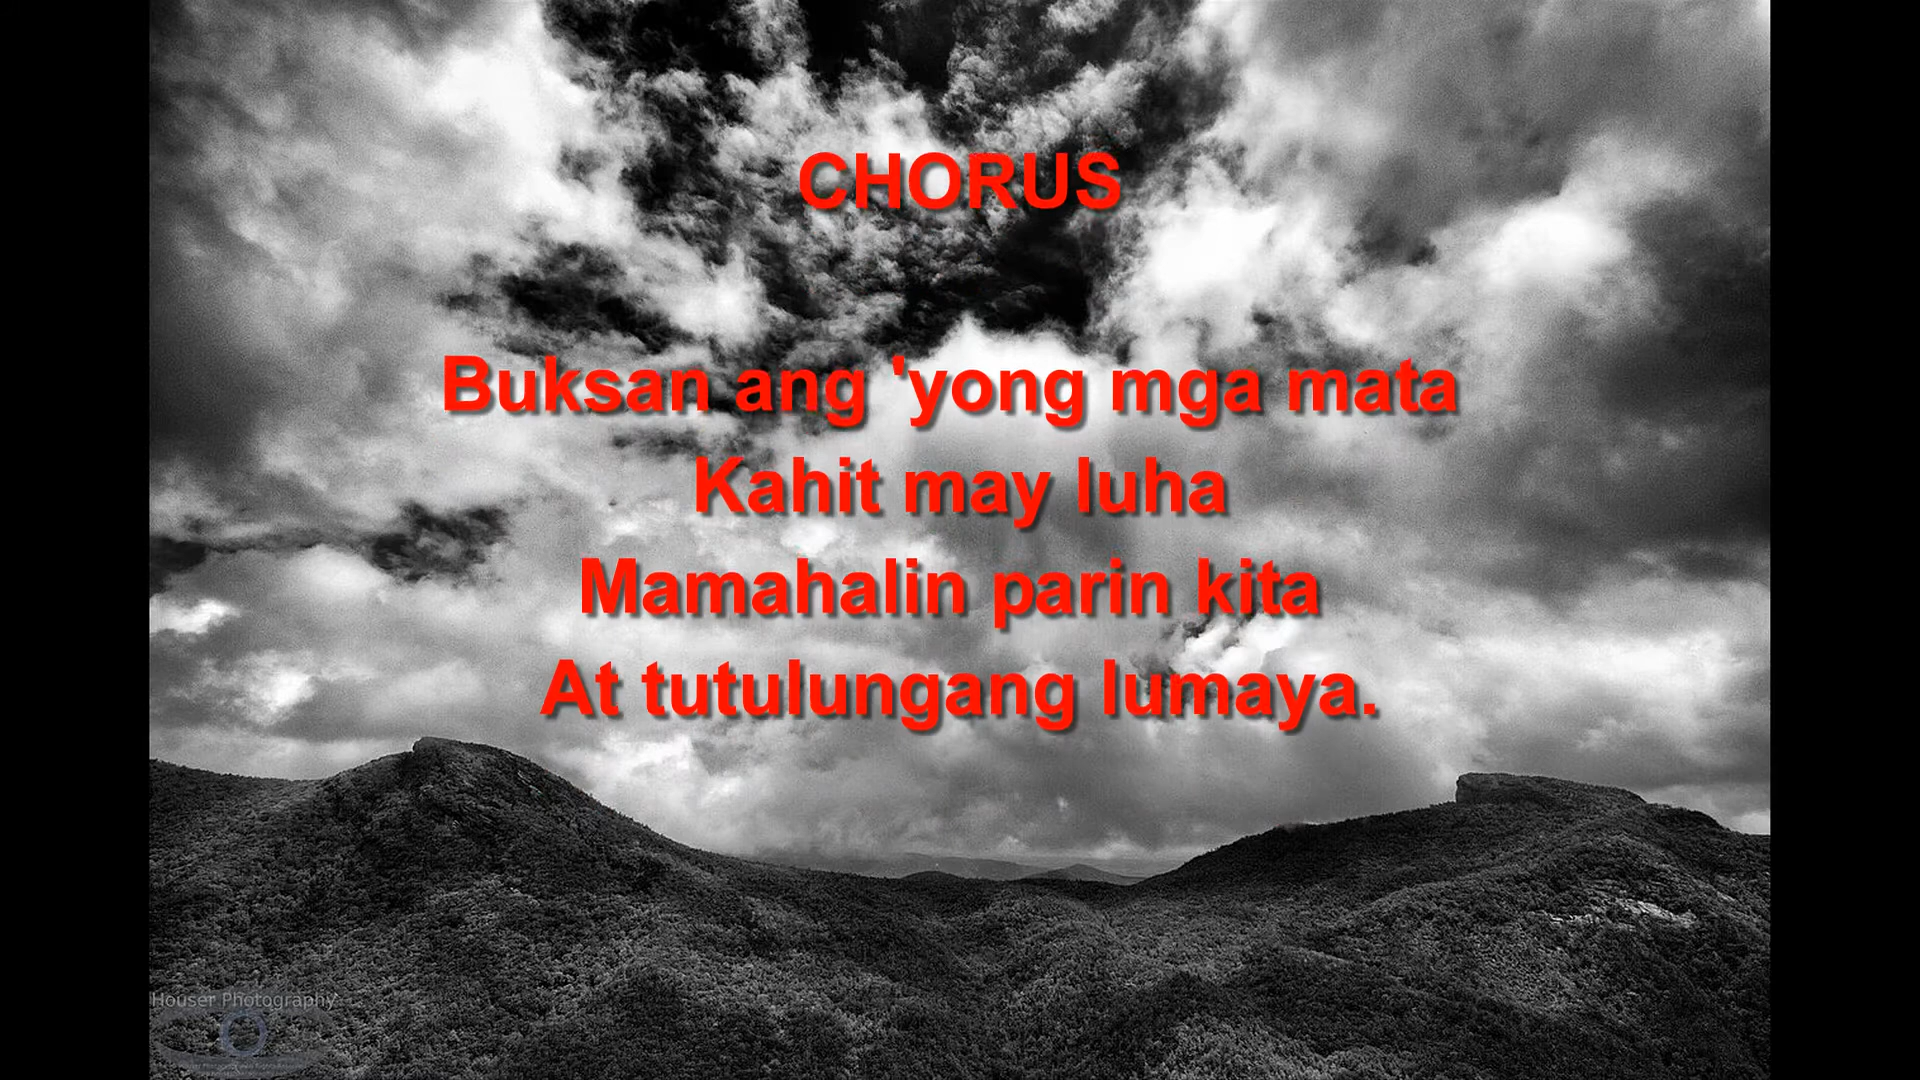 CHORUS
Buksan ang 'yong mga mata
Kahit may luha
Mamahalin parin kita
At tutulungang lumaya.
Houser Photography